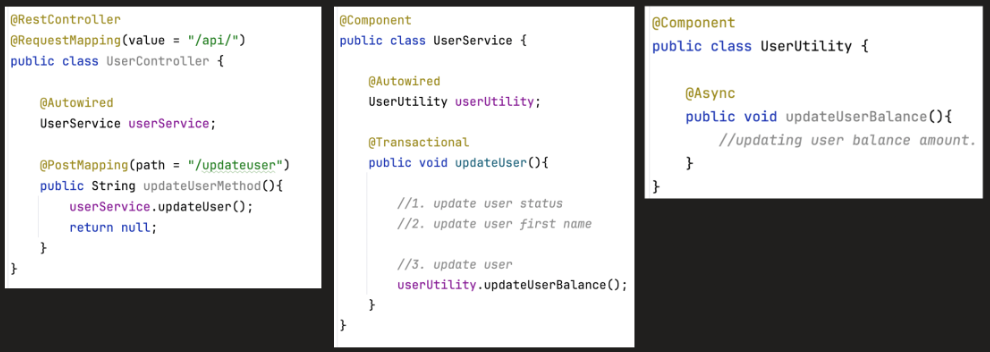 @RestController
@RequestMapping(value = "/api/")
public class UserController {
@Autowired
UserService userService;
@PostMapping(path = "/updateuser")
public String updateUserMethod(){
userService.updateUser();
return null;
}
}
@Component
public class UserService {
@Autowired
UserUtility userUtility;
@Transactional
public void updateUser(){
//1. update user status
//2. update user first name
//3. update user
userUtility.updateUserBalance();
}
}
@Component
public class UserUtility {
@Async
public void updateUserBalance(){
//updating user balance amount.
}
}